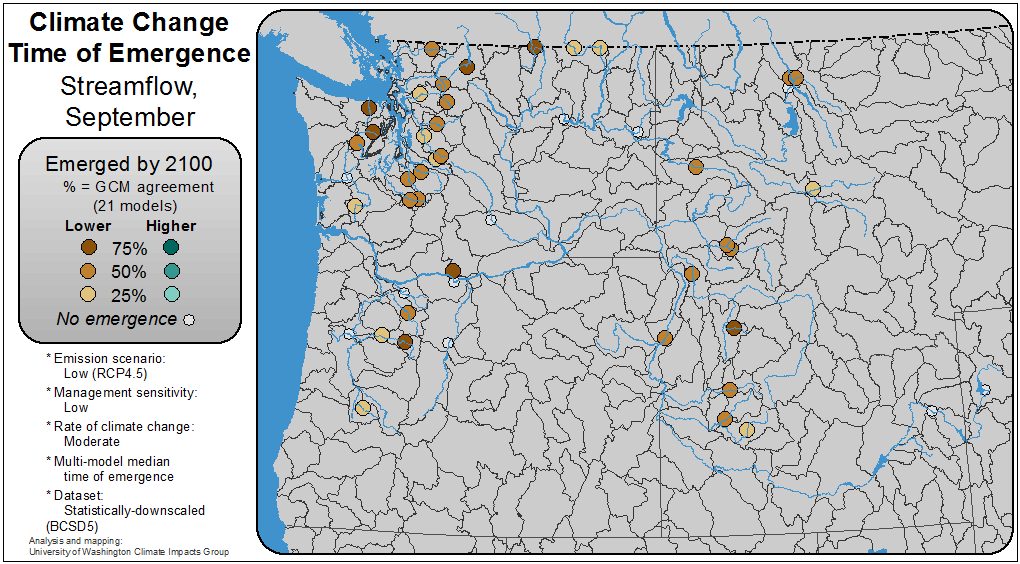 Climate Change
Time of Emergence
Streamflow,
September
Emerged by 2100
% = GCM agreement
(21 models)
Lower Higher
75%
50%
25%
No emergence
* Emission scenario:
Low (RCP4.5)
* Management sensitivity:
Low
* Rate of climate change:
Moderate
* Multi-model median
time of emergence
* Dataset:
Statistically-downscaled
(BCSD5)
Analysis and mapping:
University of Washington Climate Impacts Group